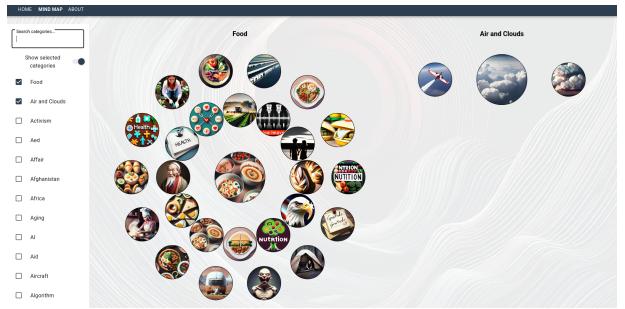 HOME MIND MAP ABOUT
Search categories...
Show selected
categories
Food
Air and Clouds
Activism
Aed
Affair
Afghanistan
Africa
Aging
AI
Aid
Aircraft
Algorithm
Food
Air and Clouds
Health
HEALTH
NUTRITION
NUTRITION